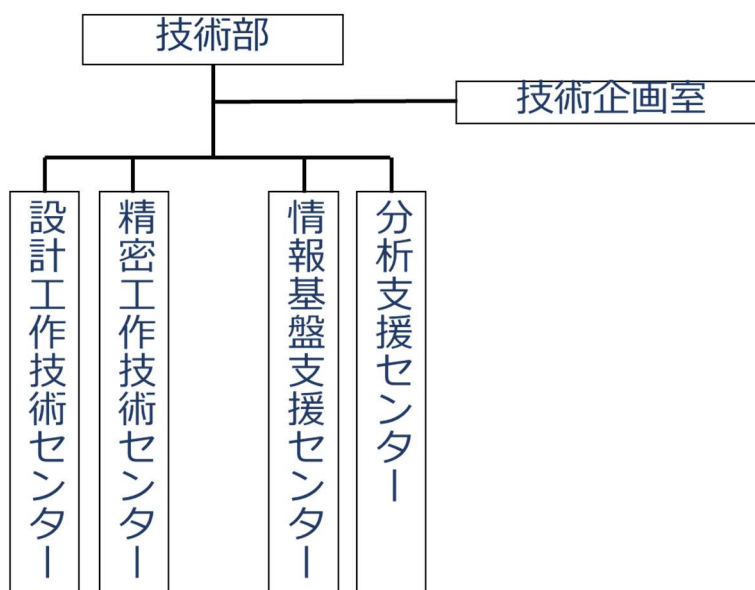 技術部
技術企画室
設計工作技術センター
精密工作技術センター
情報基盤支援センター
分析支援センター